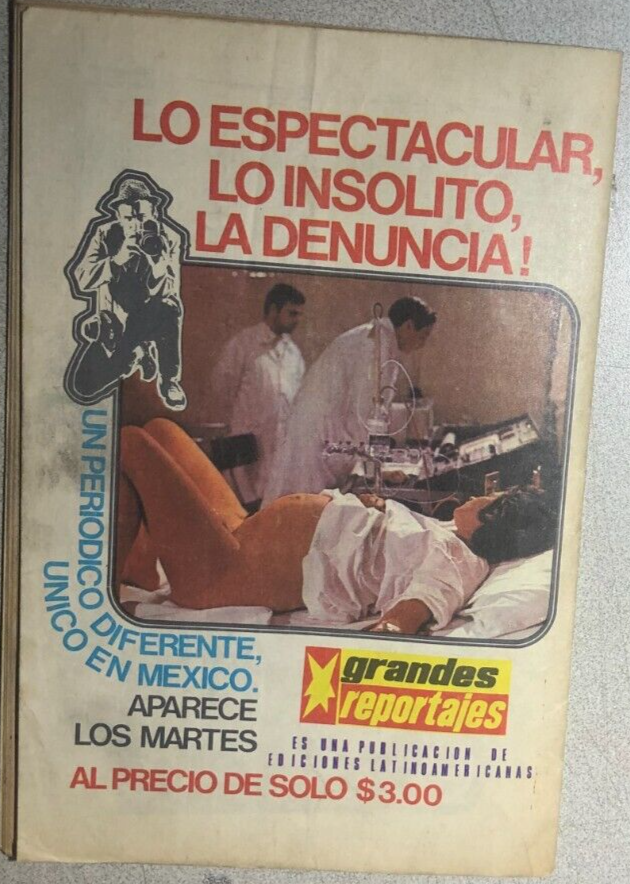 LO ESPECTACULAR,
LO INSOLITO,
LA DENUNCIA!
UN PERIODICO DIFERENTE,
UNICO EN MEXICO.
APARECE
LOS MARTES
grandes
reportajes
ES UNA PUBLICACION DE
EDICIONES LATINOAMERICANAS
AL PRECIO DE SOLO $3.00